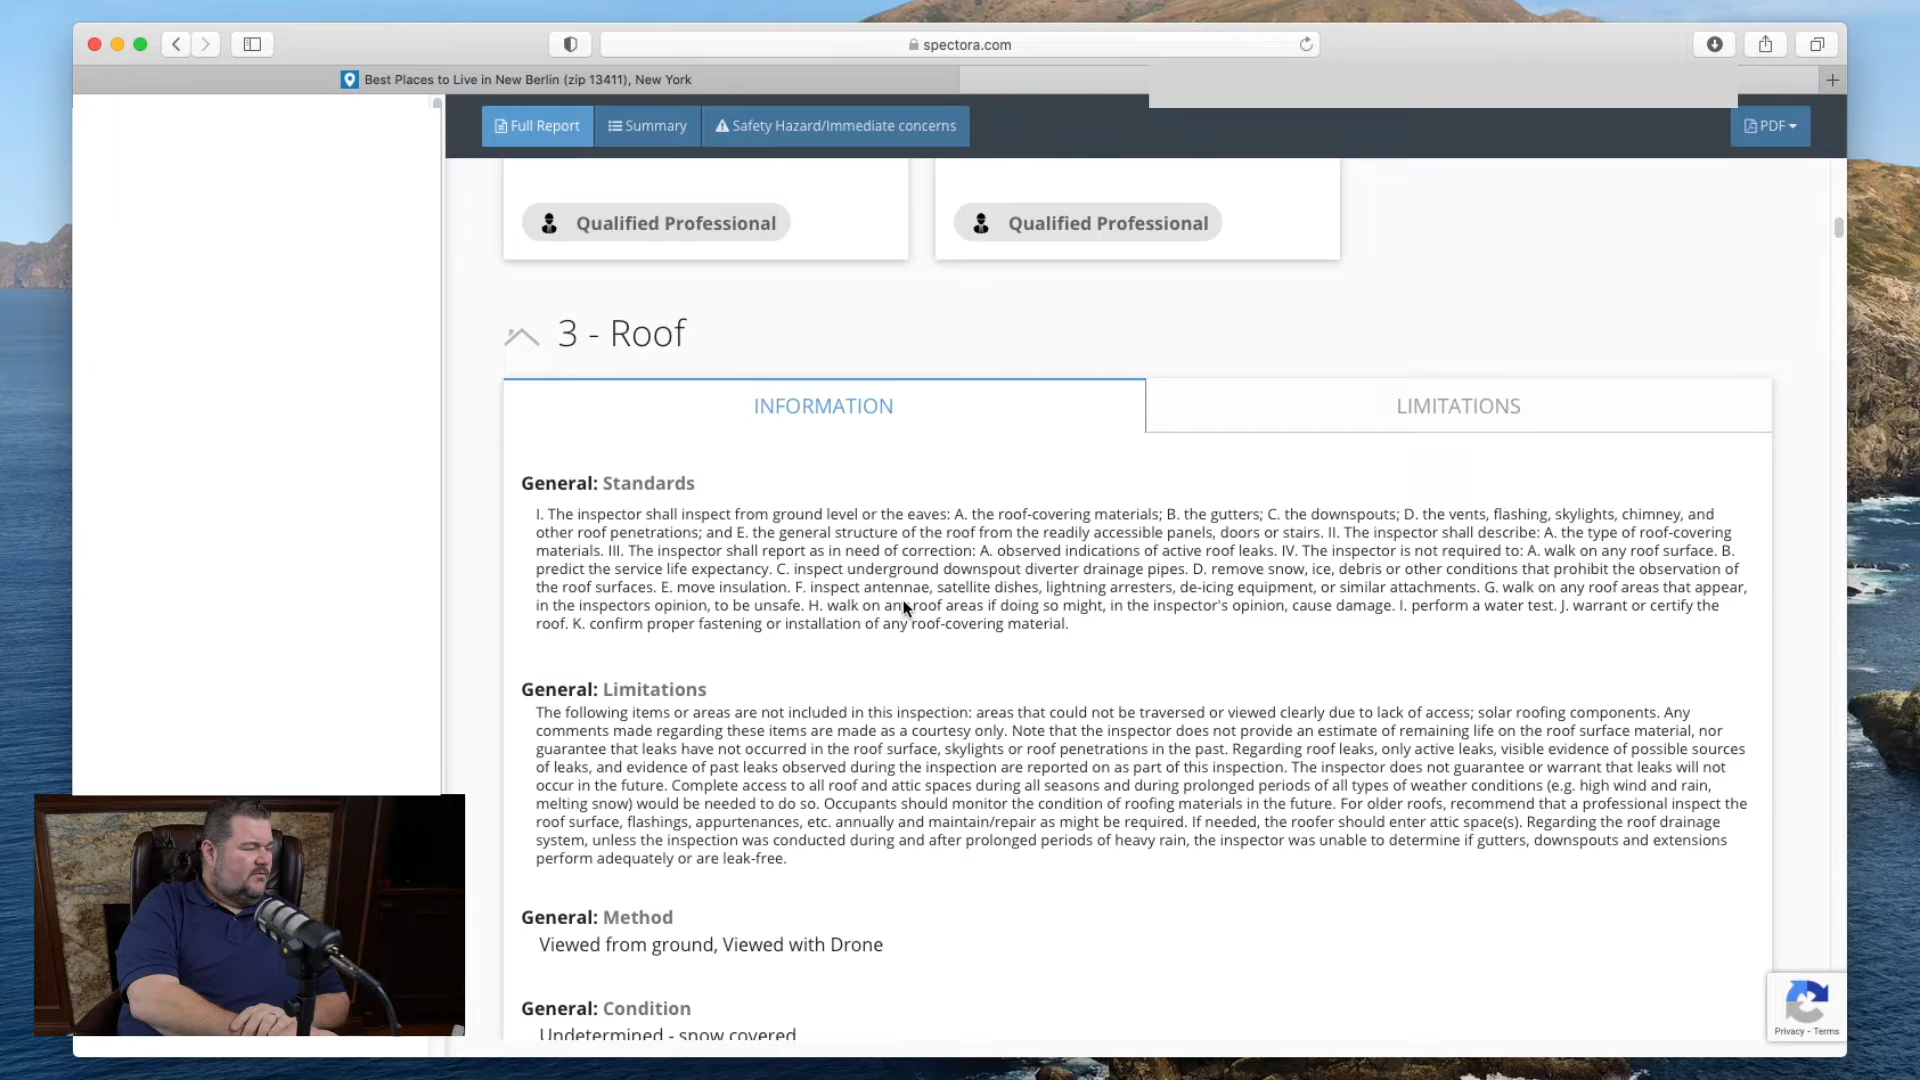 spectora.com
Best Places to Live in New Berlin (zip 13411), New York
Full Report
Summary
Safety Hazard/Immediate concerns
PDF
Qualified Professional
Qualified Professional
3 - Roof
INFORMATION
LIMITATIONS
General: Standards
I. The inspector shall inspect from ground level or the eaves: A. the roof-covering materials; B. the gutters; C. the downspouts; D. the vents, flashing, skylights, chimney, and
other roof penetrations; and E. the general structure of the roof from the readily accessible panels, doors or stairs. II. The inspector shall describe: A. the type of roof-covering
materials. III. The inspector shall report as in need of correction: A. observed indications of active roof leaks. IV. The inspector is not required to: A. walk on any roof surface. B.
predict the service life expectancy. C. inspect underground downspout diverter drainage pipes. D. remove snow, ice, debris or other conditions that prohibit the observation of
the roof surfaces. E. move insulation. F. inspect antennae, satellite dishes, lightning arresters, de-icing equipment, or similar attachments. G. walk on any roof areas that appear,
in the inspectors opinion, to be unsafe. H. walk on any roof areas if doing so might, in the inspector's opinion, cause damage. I. perform a water test. J. warrant or certify the
roof. K. confirm proper fastening or installation of any roof-covering material.
General: Limitations
The following items or areas are not included in this inspection: areas that could not be traversed or viewed clearly due to lack of access; solar roofing components. Any
comments made regarding these items are made as a courtesy only. Note that the inspector does not provide an estimate of remaining life on the roof surface material, nor
guarantee that leaks have not occurred in the roof surface, skylights or roof penetrations in the past. Regarding roof leaks, only active leaks, visible evidence of possible sources
of leaks, and evidence of past leaks observed during the inspection are reported on as part of this inspection. The inspector does not guarantee or warrant that leaks will not
occur in the future. Complete access to all roof and attic spaces during all seasons and during prolonged periods of all types of weather conditions (e.g. high wind and rain,
melting snow) would be needed to do so. Occupants should monitor the condition of roofing materials in the future. For older roofs, recommend that a professional inspect the
roof surface, flashings, appurtenances, etc. annually and maintain/repair as might be required. If needed, the roofer should enter attic space(s). Regarding the roof drainage
system, unless the inspection was conducted during and after prolonged periods of heavy rain, the inspector was unable to determine if gutters, downspouts and extensions
perform adequately or are leak-free.
General: Method
Viewed from ground, Viewed with Drone
General: Condition
Undetermined - snow covered
Privacy - Terms